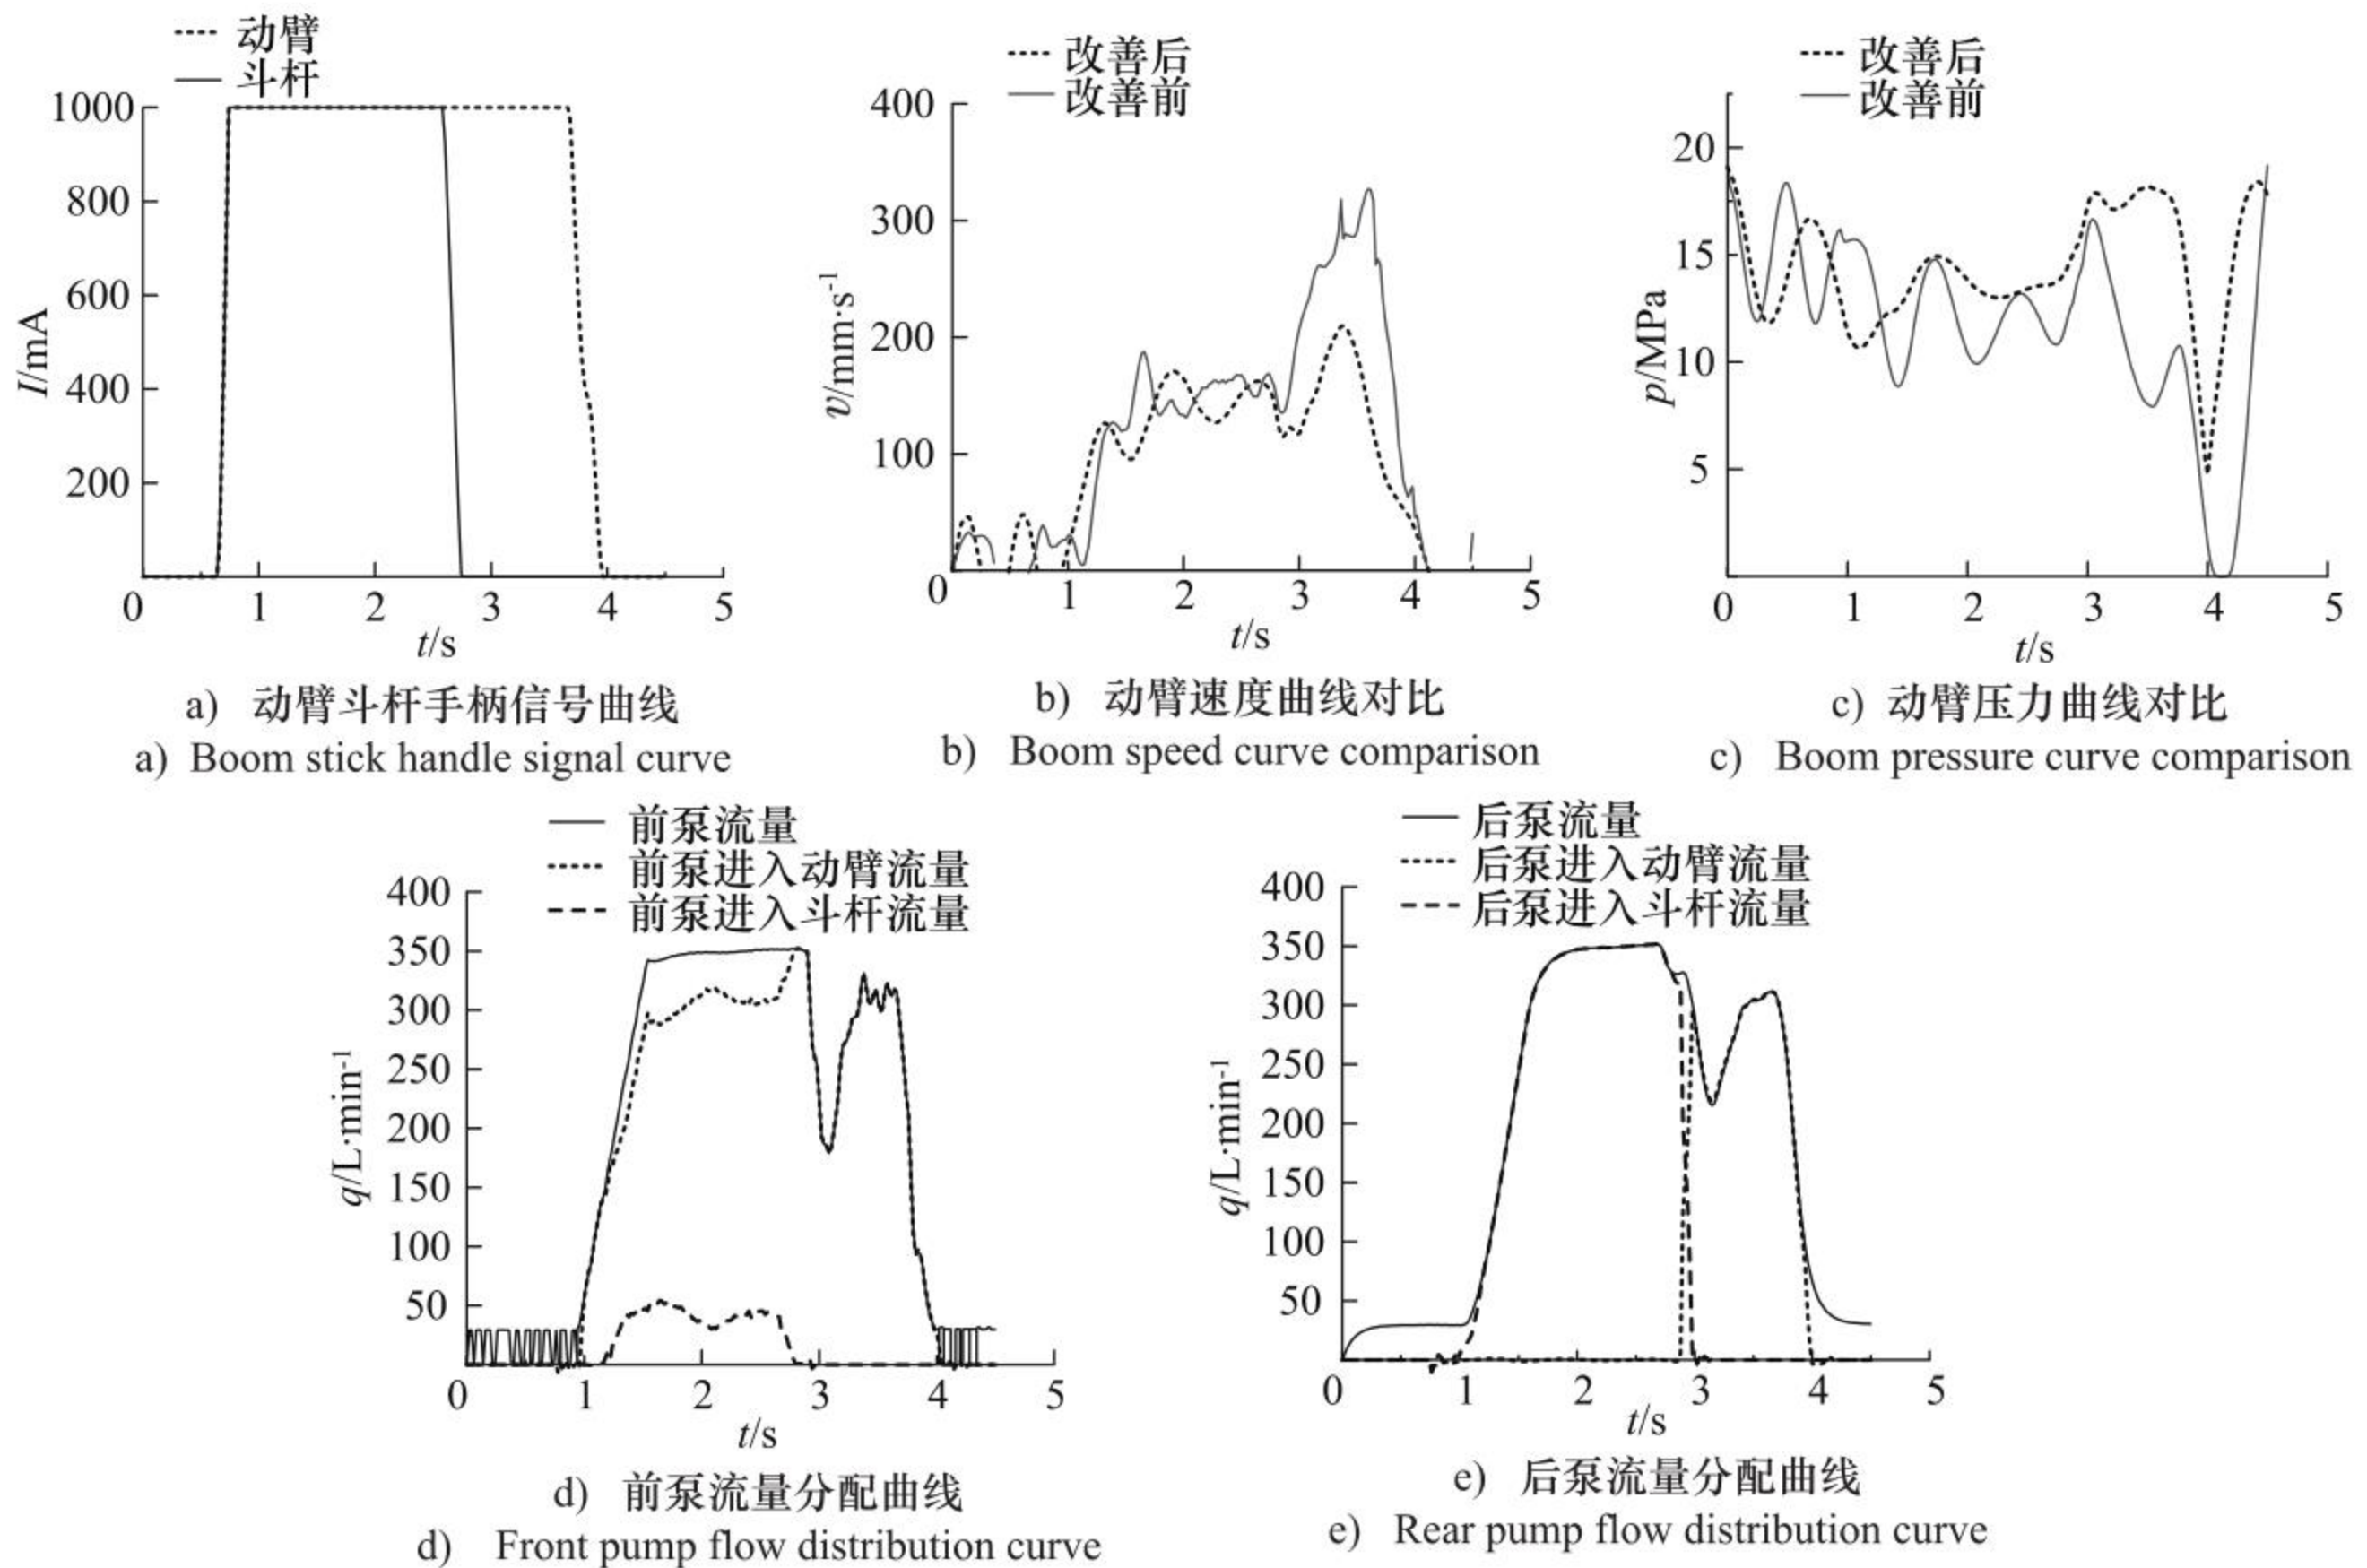 动臂
斗杆
1000
800
600
400
200
I/mA
0 1 2 3 4 5
t/s
a) 动臂斗杆手柄信号曲线
a) Boom stick handle signal curve
改善后
改善前
400
300
200
100
v/mm·s⁻¹
0 1 2 3 4 5
t/s
b) 动臂速度曲线对比
b) Boom speed curve comparison
改善后
改善前
20
15
10
5
p/MPa
0 1 2 3 4 5
t/s
c) 动臂压力曲线对比
c) Boom pressure curve comparison
前泵流量
前泵进入动臂流量
前泵进入斗杆流量
400
350
300
250
200
150
100
50
q/L·min⁻¹
0 1 2 3 4 5
t/s
d) 前泵流量分配曲线
d) Front pump flow distribution curve
后泵流量
后泵进入动臂流量
后泵进入斗杆流量
400
350
300
250
200
150
100
50
q/L·min⁻¹
0 1 2 3 4 5
t/s
e) 后泵流量分配曲线
e) Rear pump flow distribution curve